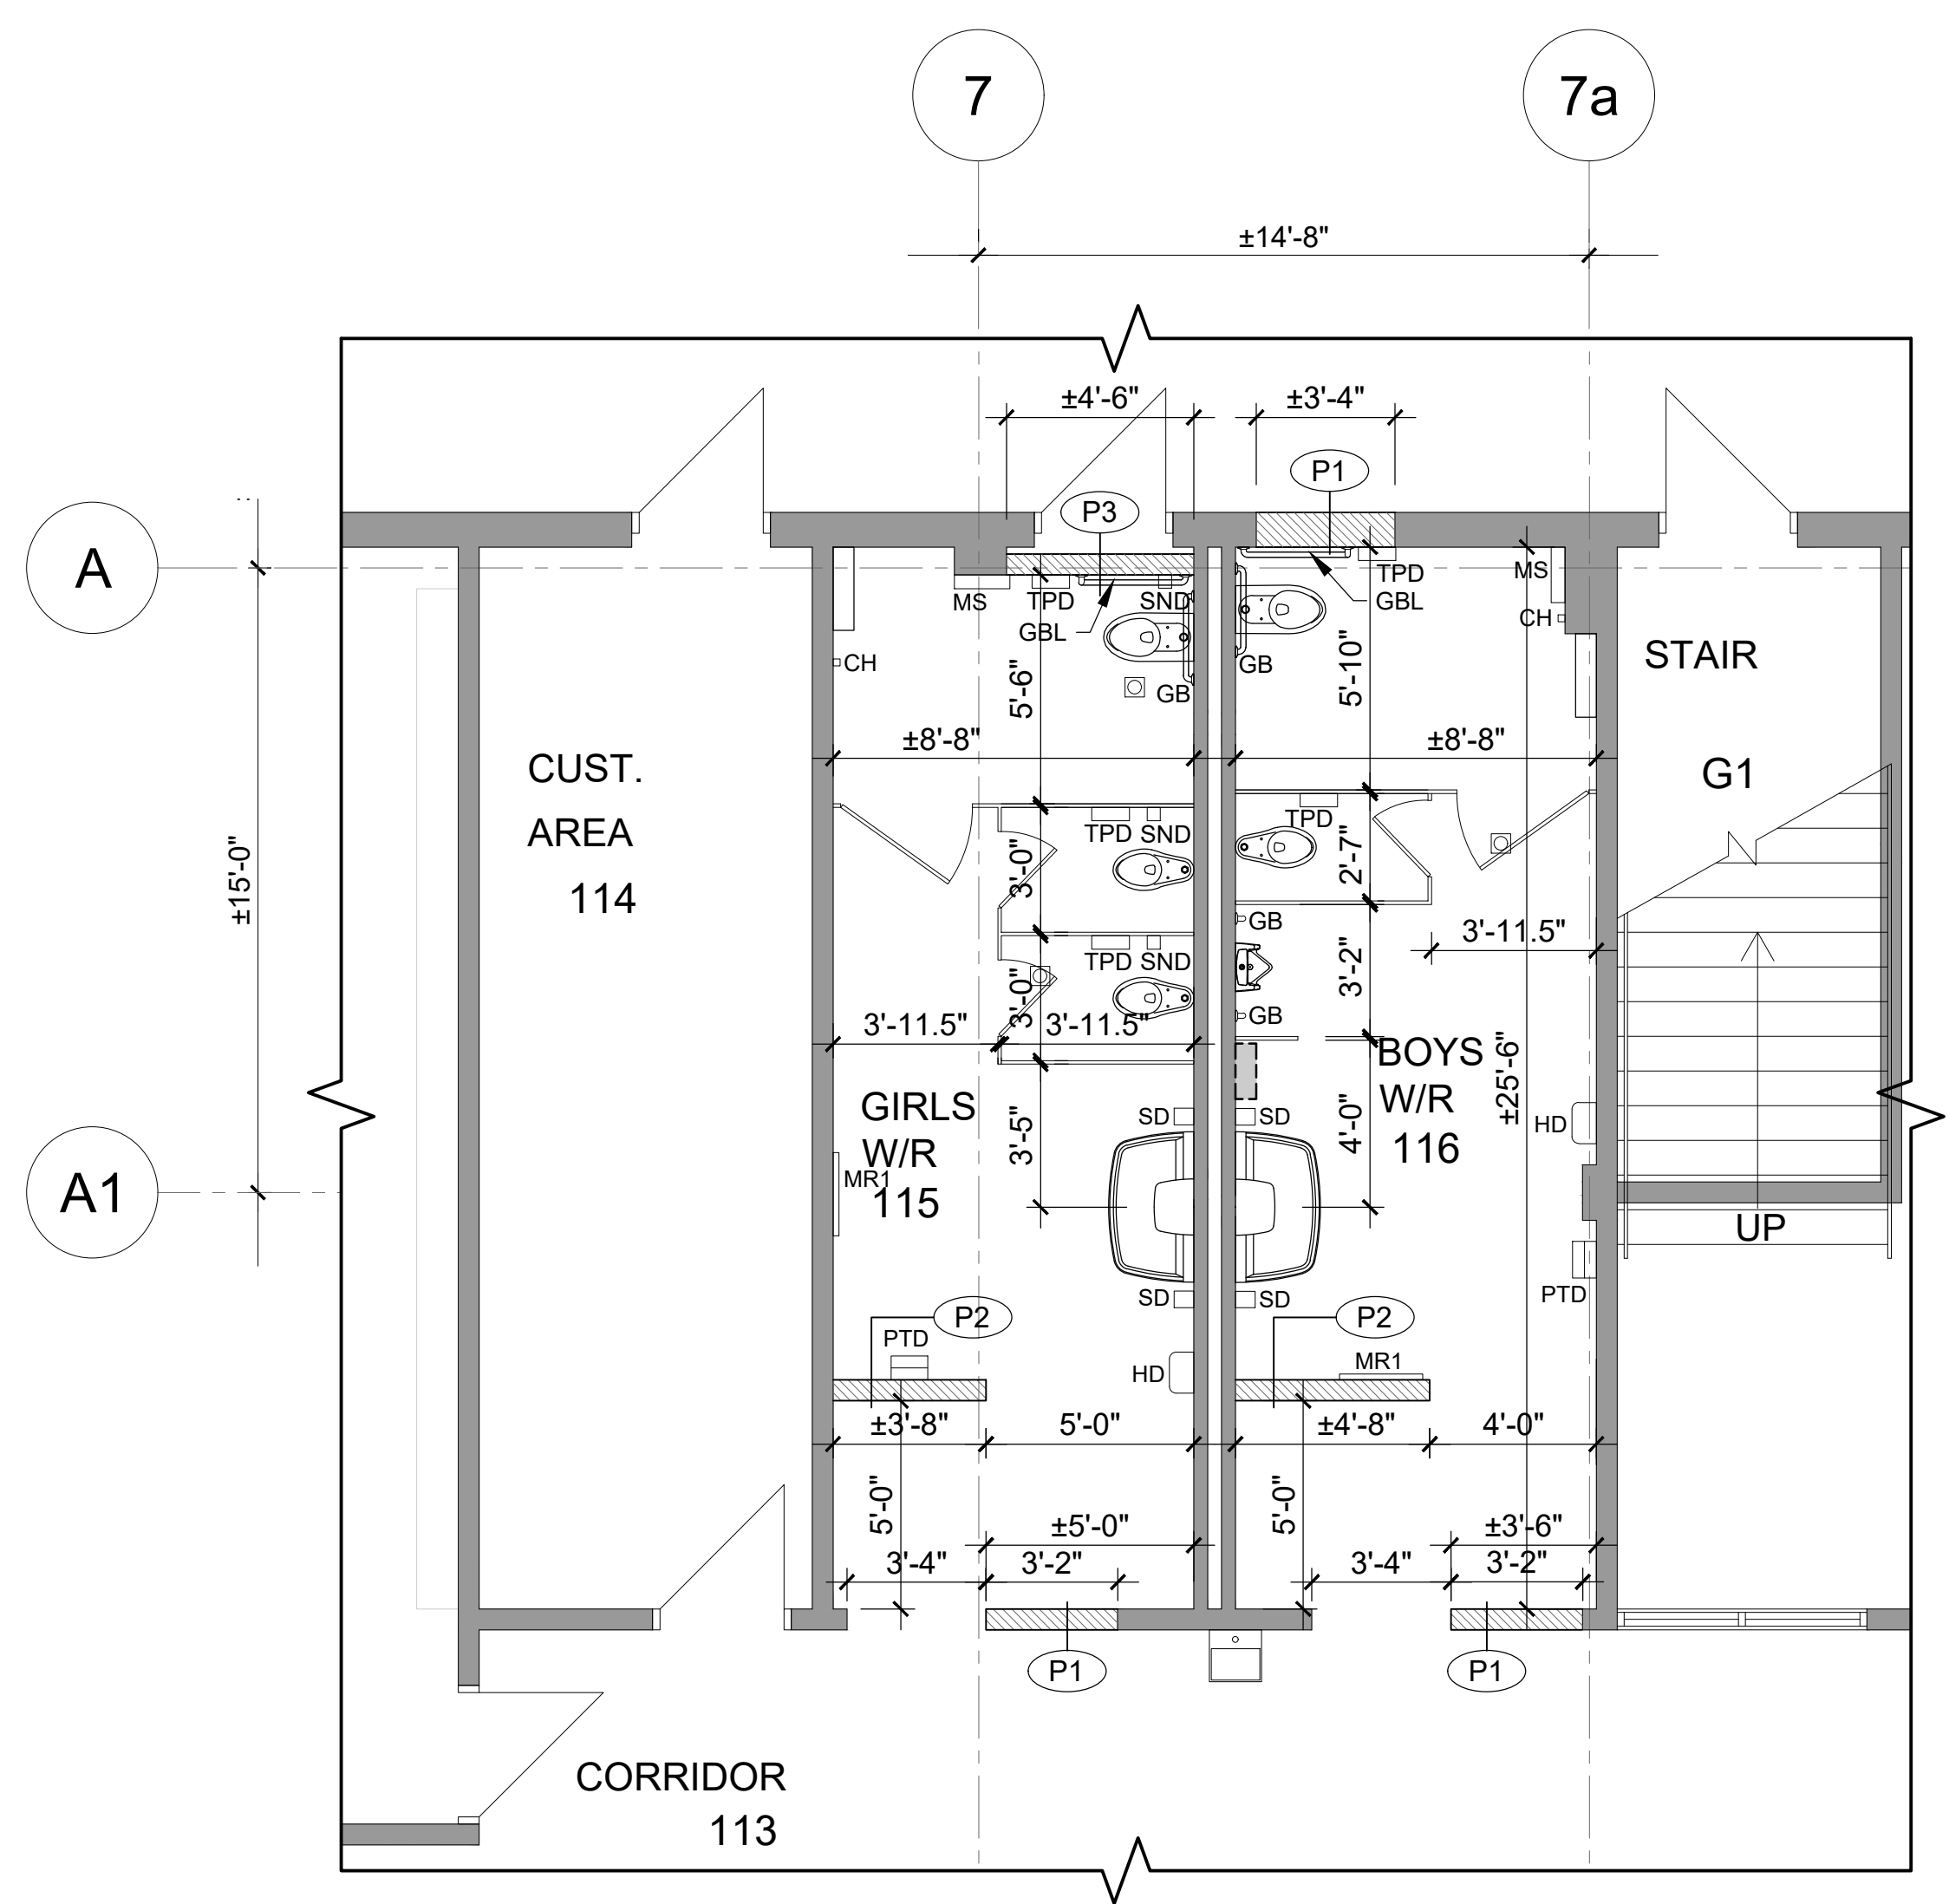 7
7a
±14'-8"
±4'-6"
±3'-4"
P1
P3
A
MS
TPD
SND
GBL
TPD
GBL
MS
CH
CH
GB
GB
5'-6"
5'-10"
STAIR
G1
±8'-8"
±8'-8"
CUST.
AREA
114
±15'-0"
TPD
SND
TPD
3'-0"
2'-7"
GB
3'-11.5"
TPD
SND
3'-0"
3'-2"
GB
3'-11.5"
3'-11.5"
BOYS
W/R
116
±25'-6"
GIRLS
W/R
115
MR1
3'-5"
4'-0"
SD
SD
HD
A1
UP
PTD
SD
SD
P2
P2
PTD
HD
MR1
±3'-8"
5'-0"
±4'-8"
4'-0"
5'-0"
5'-0"
±5'-0"
±3'-6"
3'-4"
3'-2"
3'-4"
3'-2"
P1
P1
CORRIDOR
113